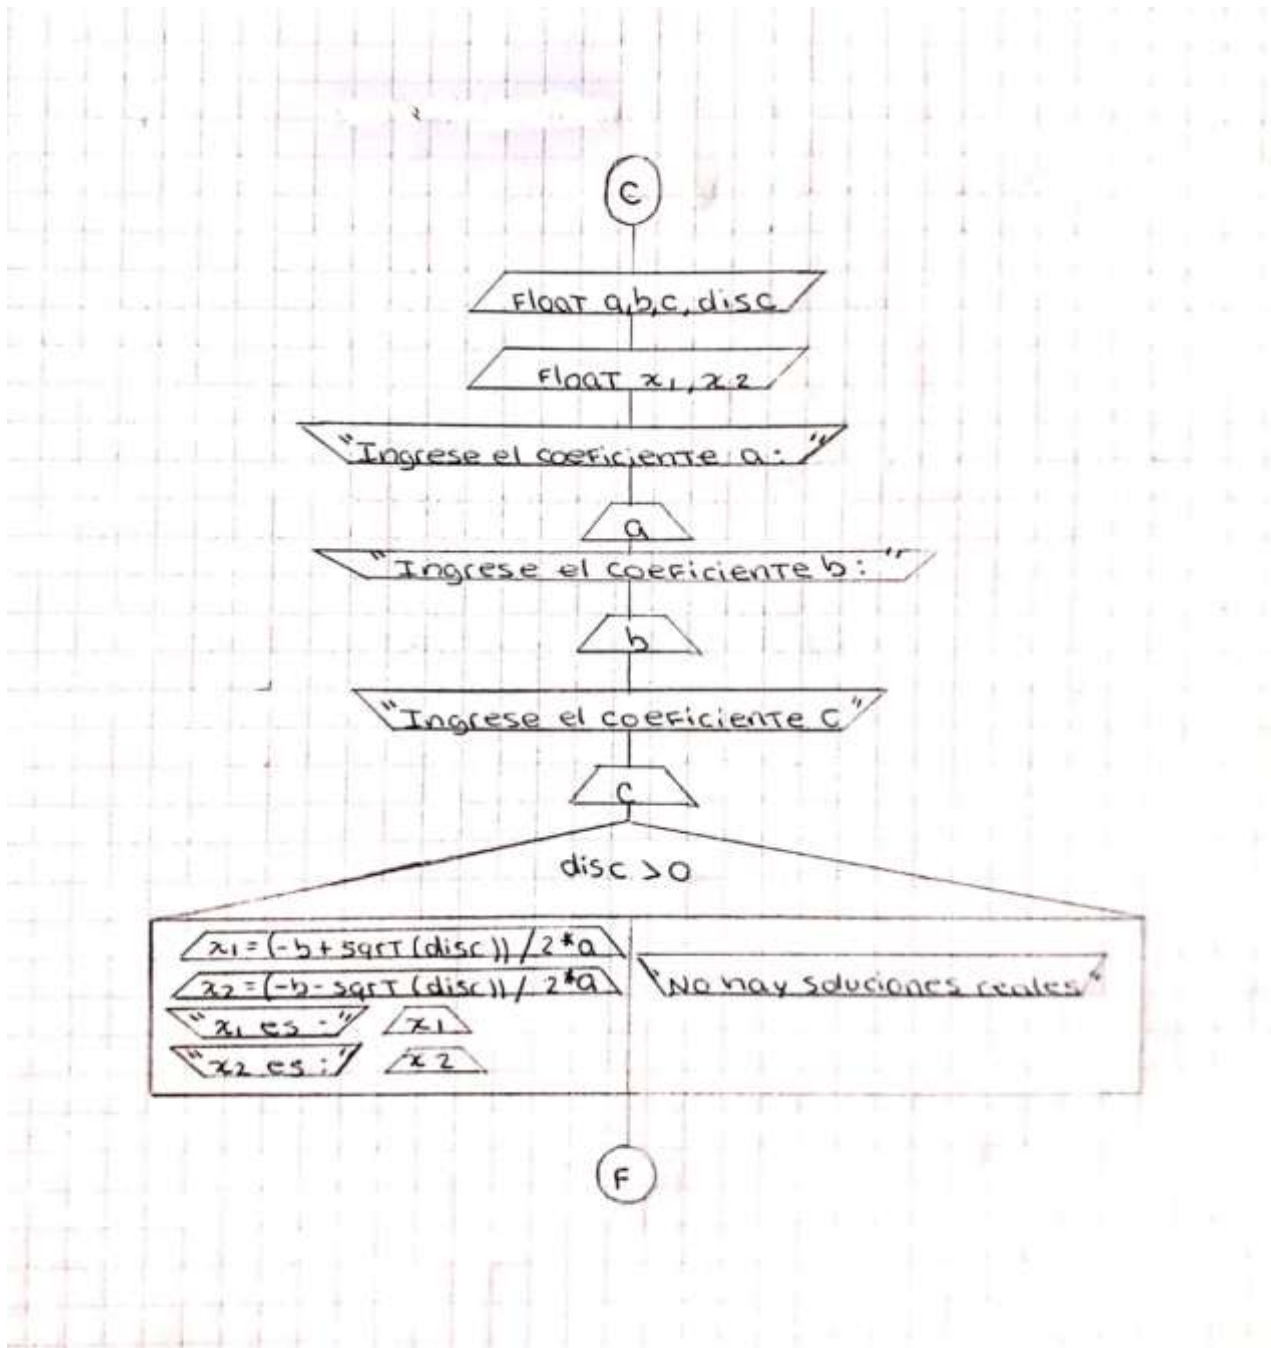 C
Float a,b,c, disc
Float x1, x2
"Ingrese el coeficiente a: "
a
"Ingrese el coeficiente b: "
b
"Ingrese el coeficiente c"
c
disc >0
x1=(-b+sqrt(disc))/2*a
x2=(-b-sqrt(disc))/2*a
"x1 es:" x1
"x2 es:" x2
"No hay soluciones reales"
F